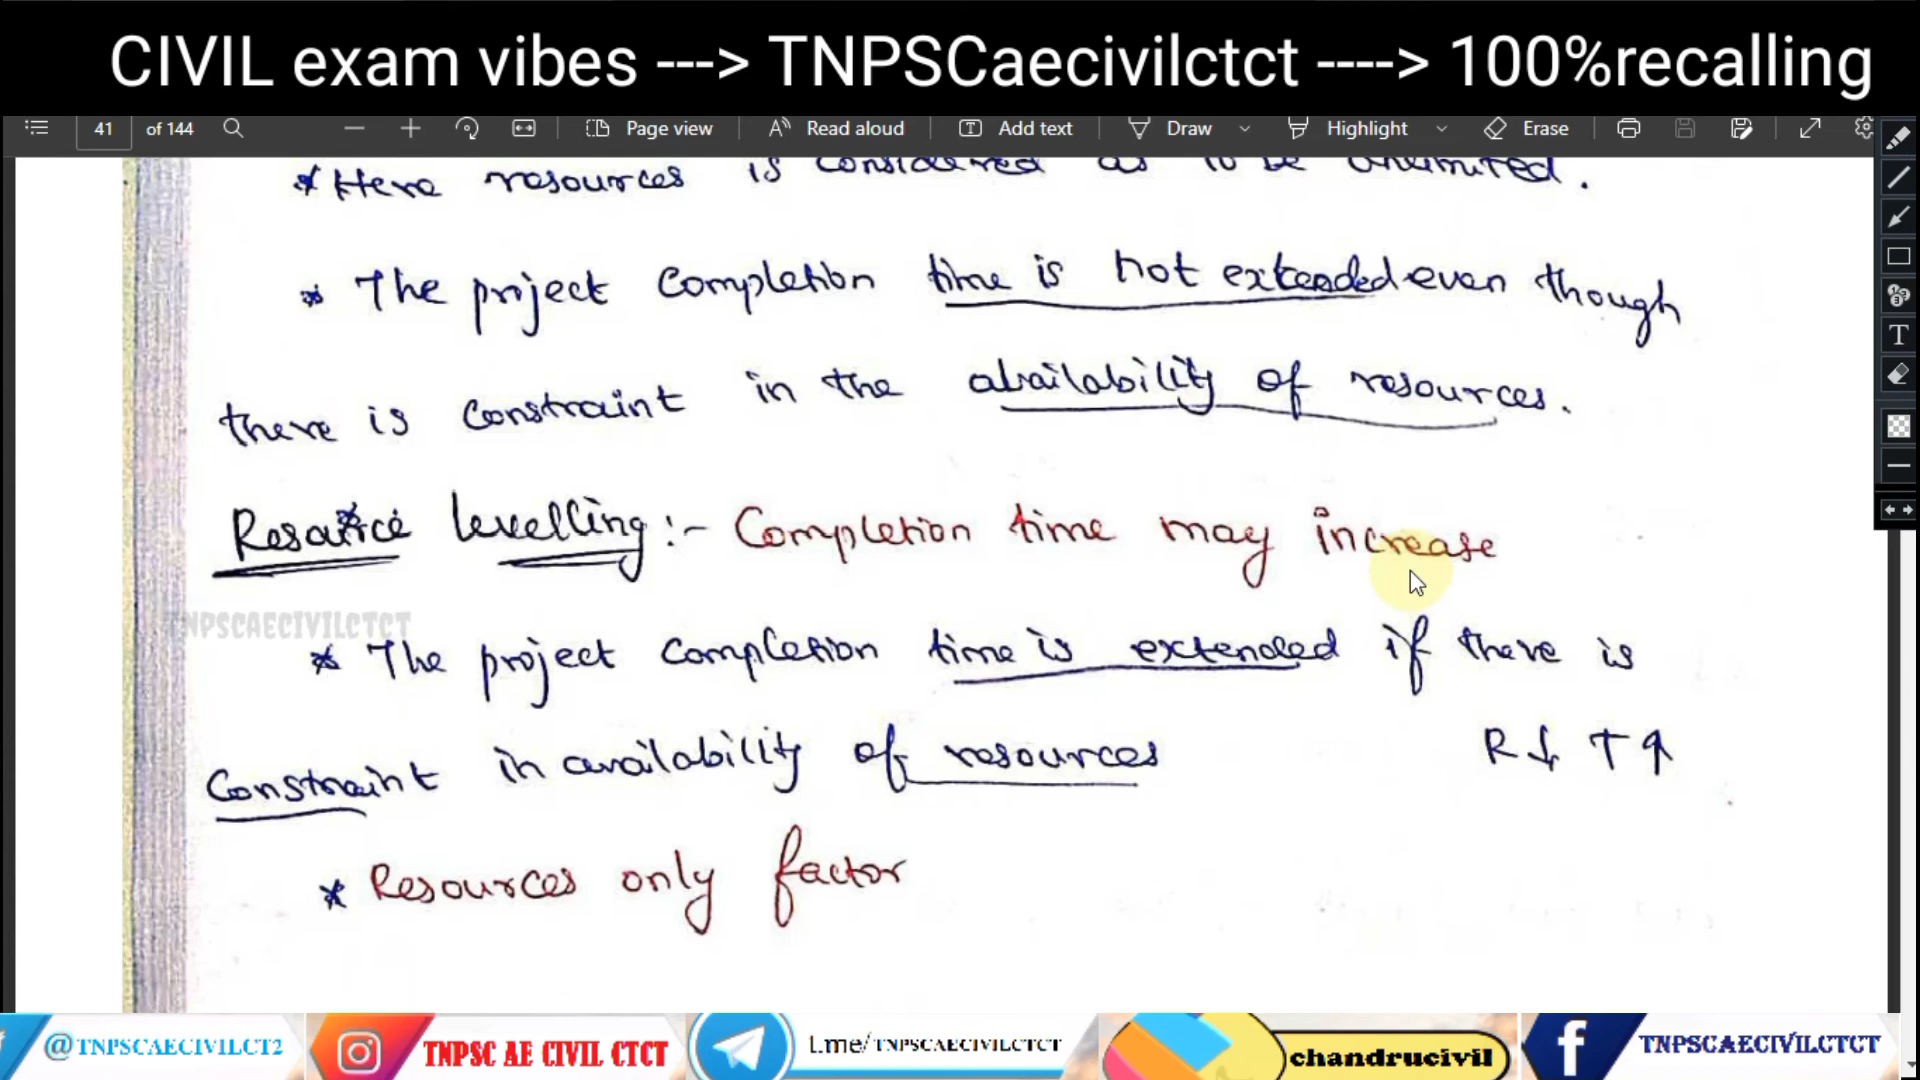 CIVIL exam vibes ---> TNPSCaecivilctct ----> 100%recalling
41 of 144 Page view Read aloud Add text Draw Highlight Erase
* Here resources is considered as to be unlimited.
* The project completion time is not extended even though
there is constraint in the availability of resources.
Resource levelling :- Completion time may increase
TNPSCAECIVILCTCT
* The project completion time is extended if there is
Constraint in availability of resources R↓ T↑
* Resources only factor
@TNPSCAECIVILCT2 TNPSC AE CIVIL CTCT t.me/TNPSCAECIVILCTCT chandrucivil TNPSCAECIVILCTCT